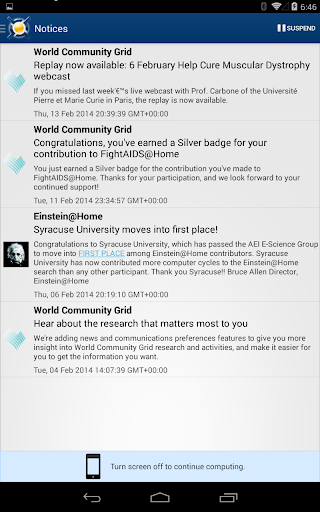 6:46
Notices
SUSPEND
World Community Grid
Replay now available: 6 February Help Cure Muscular Dystrophy
webcast
If you missed last week'€™s live webcast with Prof. Carbone of the Université
Pierre et Marie Curie in Paris, the replay is now available.
Thu, 13 Feb 2014 20:39:39 GMT+00:00
World Community Grid
Congratulations, you've earned a Silver badge for your
contribution to FightAIDS@Home
You just earned a Silver badge for the contribution you've made to
FightAIDS@Home. Thanks for your participation, and we look forward to your
continued support!
Tue, 11 Feb 2014 23:34:57 GMT+00:00
Einstein@Home
Syracuse University moves into first place!
Congratulations to Syracuse University, which has passed the AEI E-Science Group
to move into FIRST PLACE among Einstein@Home contributors. Syracuse
University has now contributed more computer cycles to the Einstein@Home
search than any other participant. Thank you Syracuse!! Bruce Allen Director,
Einstein@Home
Thu, 06 Feb 2014 20:19:10 GMT+00:00
World Community Grid
Hear about the research that matters most to you
We're adding news and communications preferences features to give you more
insight into World Community Grid research and activities, and make it easier for
you to get the information you want.
Tue, 04 Feb 2014 14:07:39 GMT+00:00
Turn screen off to continue computing.